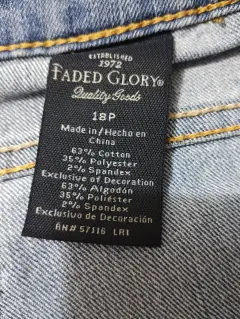 ESTABLISHED
1972
FADED GLORY®
Quality Goods
18P
Made in/Hecho en
China
63% Cotton
35% Polyester
2% Spandex
Exclusive of Decoration
63% Algodón
35% Poliéster
2% Spandex
Exclusivo de Decoración
RN# 57116 LR1